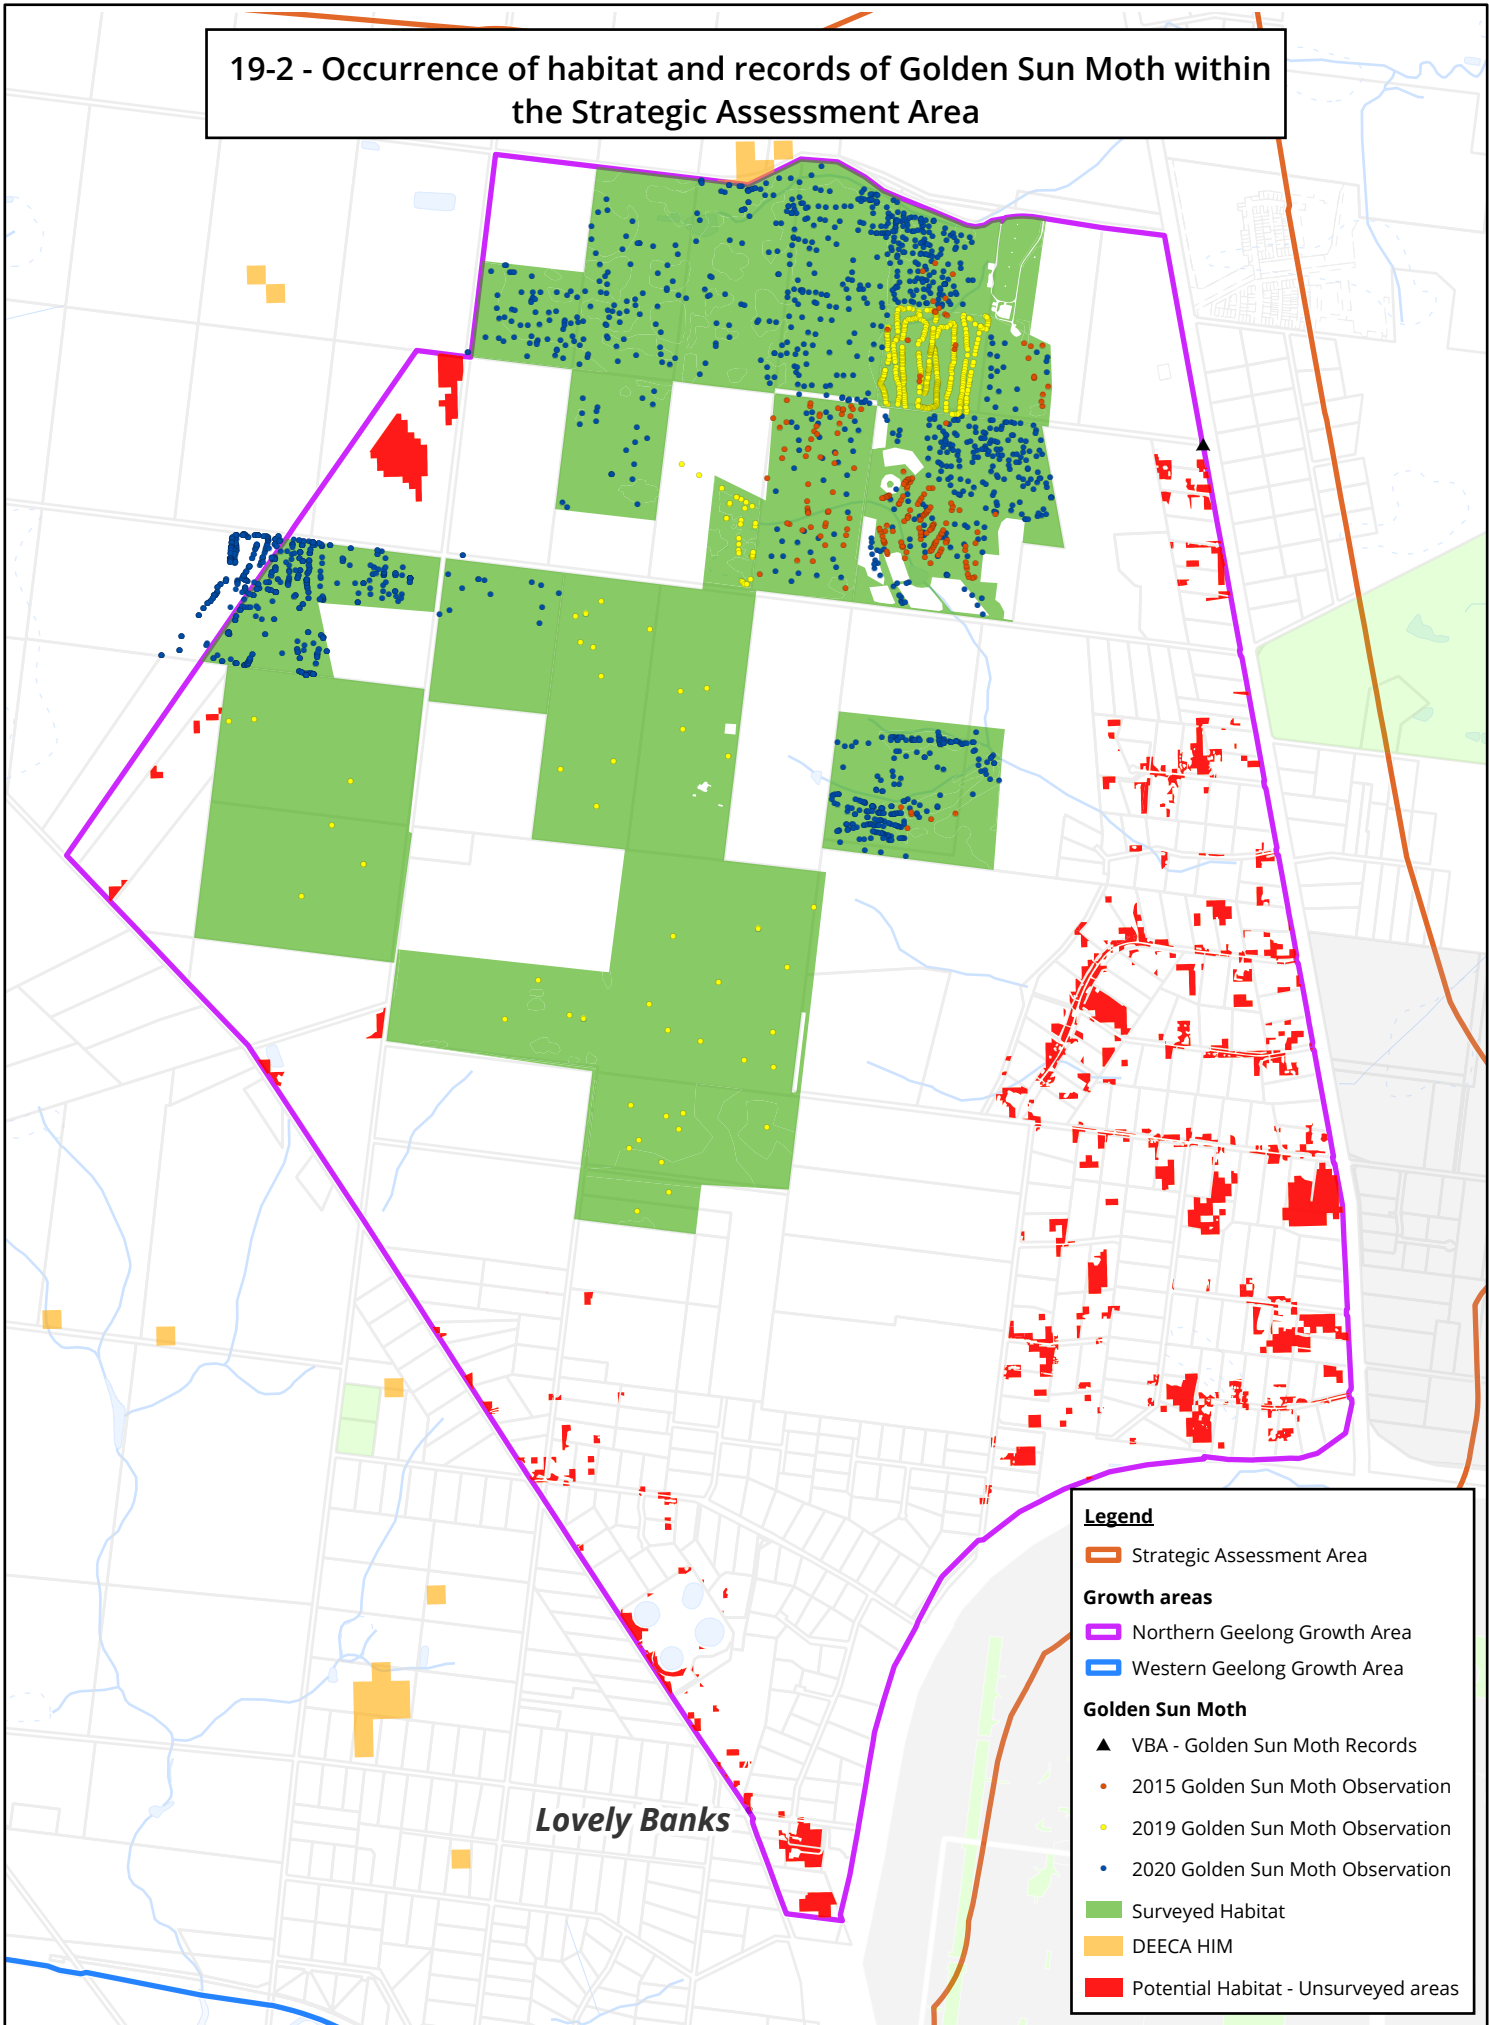 19-2 - Occurrence of habitat and records of Golden Sun Moth within
the Strategic Assessment Area
Lovely Banks
Legend
Strategic Assessment Area
Growth areas
Northern Geelong Growth Area
Western Geelong Growth Area
Golden Sun Moth
VBA - Golden Sun Moth Records
2015 Golden Sun Moth Observation
2019 Golden Sun Moth Observation
2020 Golden Sun Moth Observation
Surveyed Habitat
DEECA HIM
Potential Habitat - Unsurveyed areas